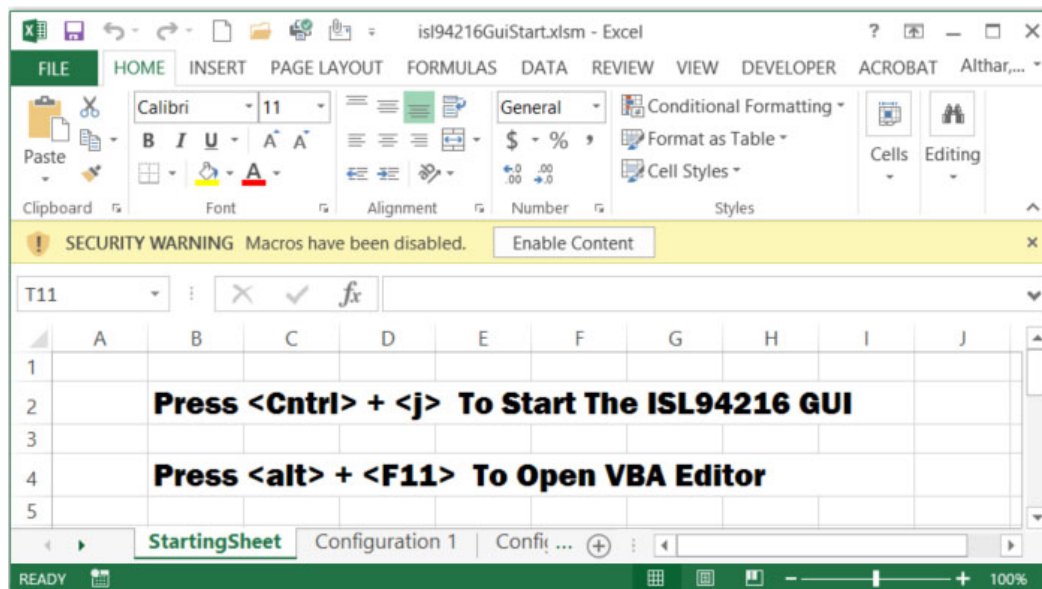 isl94216GuiStart.xlsm - Excel ?
FILE HOME INSERT PAGE LAYOUT FORMULAS DATA REVIEW VIEW DEVELOPER ACROBAT Althar,...
Calibri 11 General Conditional Formatting
B I U A A $ % , Format as Table
Paste A .00 .00 Cell Styles Cells Editing
Clipboard Font Alignment Number Styles
SECURITY WARNING Macros have been disabled. Enable Content
T11 fx
A B C D E F G H I J
1
2 Press <Cntrl> + <j> To Start The ISL94216 GUI
3
4 Press <alt> + <F11> To Open VBA Editor
5
StartingSheet Configuration 1 Config ...
READY 100%